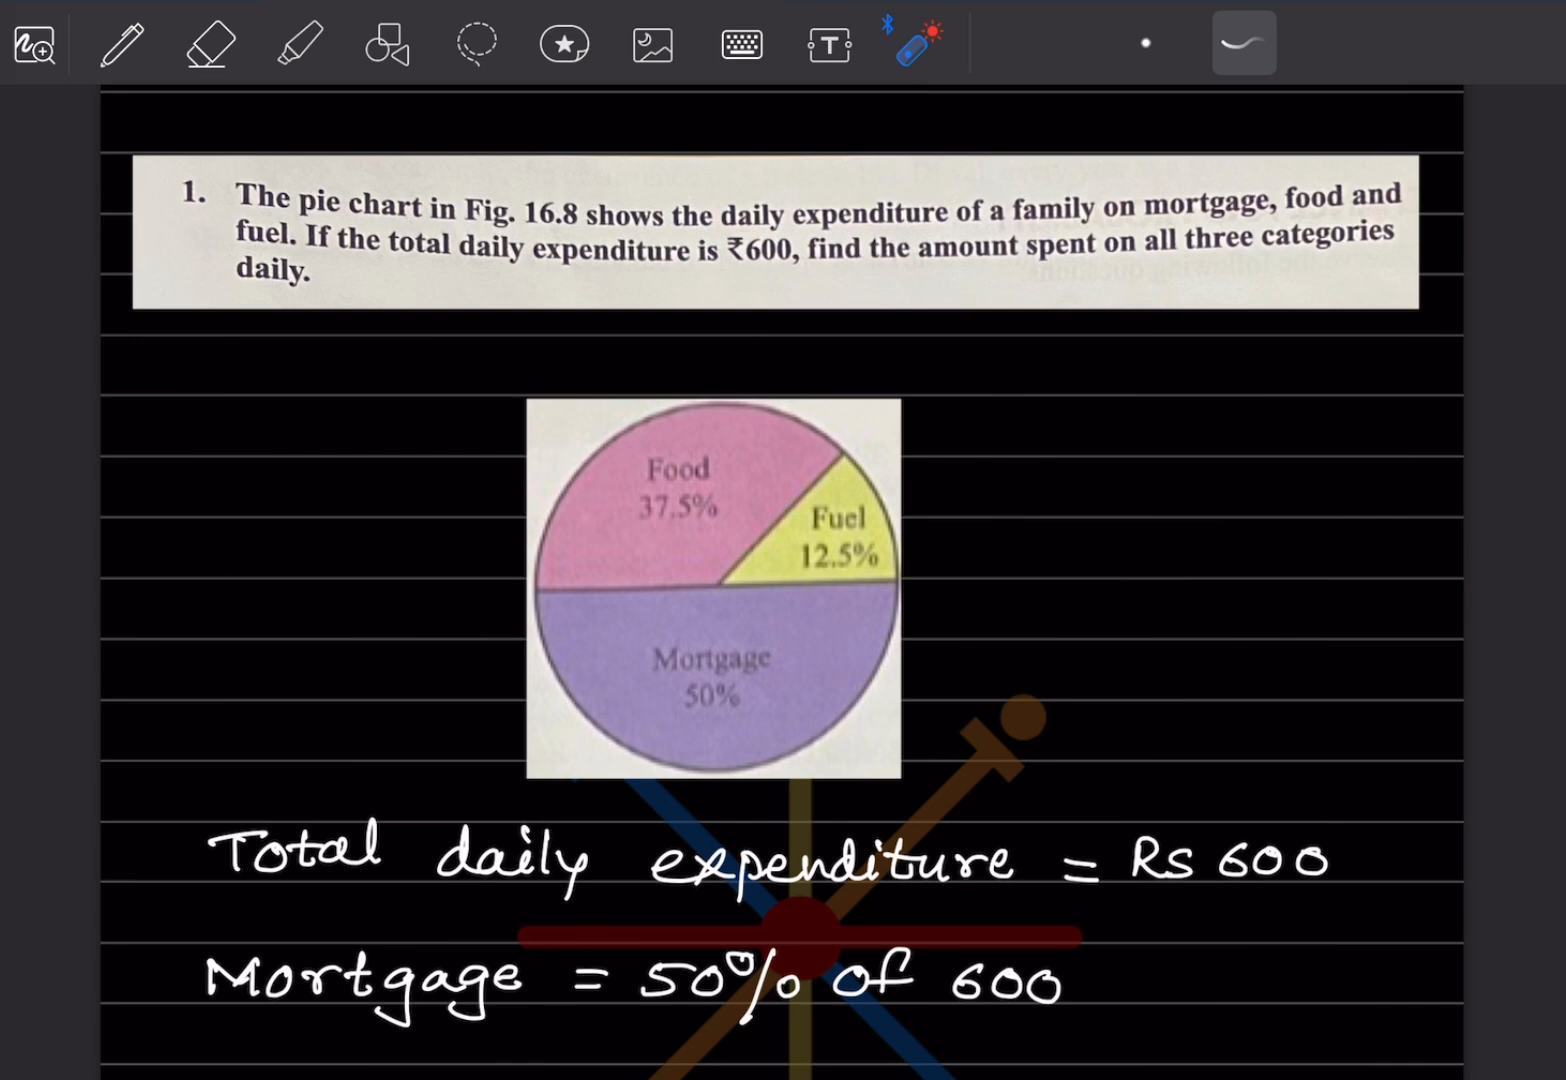 1. The pie chart in Fig. 16.8 shows the daily expenditure of a family on mortgage, food and
fuel. If the total daily expenditure is ₹600, find the amount spent on all three categories
daily.
Food
37.5%
Fuel
12.5%
Mortgage
50%
Total daily expenditure = Rs 600
Mortgage = 50% of 600